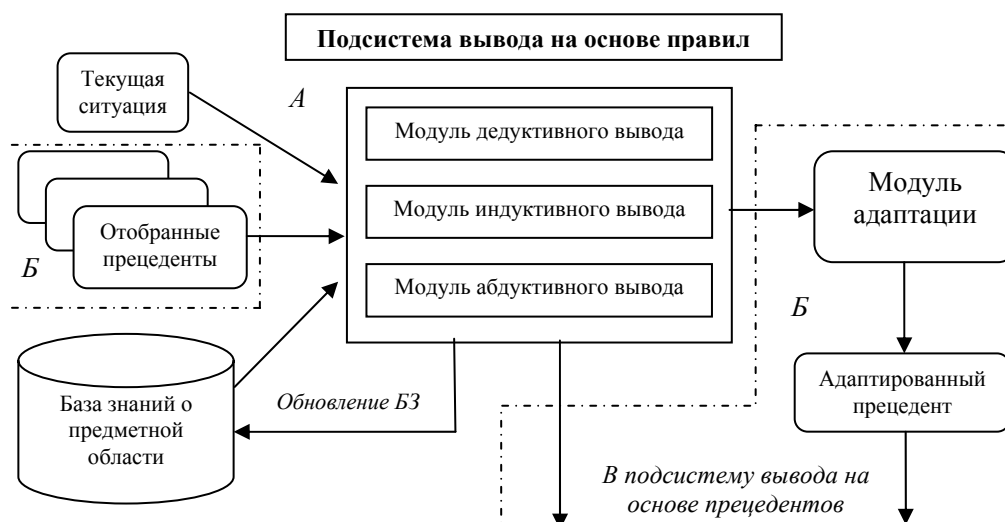 Подсистема вывода на основе правил
Текущая
ситуация
А
Модуль дедуктивного вывода
Модуль индуктивного вывода
Модуль абдуктивного вывода
Отобранные
прецеденты
Б
Модуль
адаптации
Б
База знаний о
предметной
области
Обновление БЗ
Адаптированный
прецедент
В подсистему вывода на
основе прецедентов